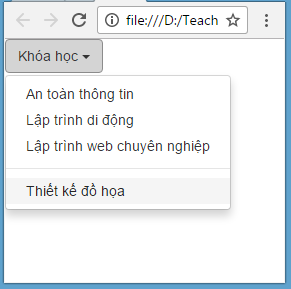 file:///D:/Teach
Khóa học
An toàn thông tin
Lập trình di động
Lập trình web chuyên nghiệp
Thiết kế đồ họa